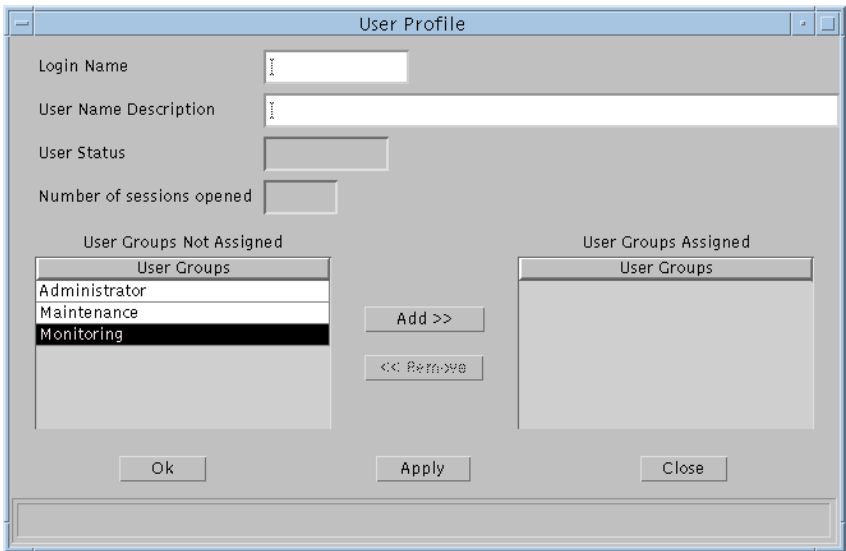 User Profile
Login Name
User Name Description
User Status
Number of sessions opened
User Groups Not Assigned
User Groups
Administrator
Maintenance
Monitoring
Add >>
<< Remove
User Groups Assigned
User Groups
Ok
Apply
Close